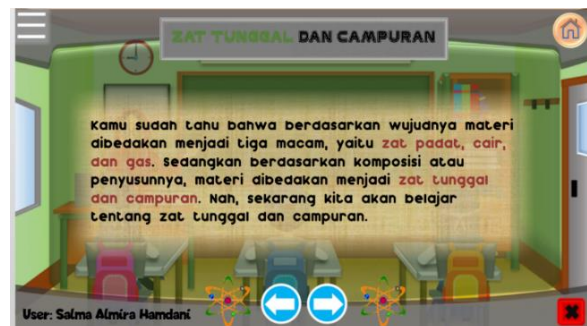 ZAT TUNGGAL DAN CAMPURAN
Kamu sudah tahu bahwa berdasarkan wujudnya materi
dibedakan menjadi tiga macam, yaitu zat padat, cair,
dan gas. Sedangkan berdasarkan komposisi atau
penyusunnya, materi dibedakan menjadi zat tunggal
dan campuran. Nah, sekarang kita akan belajar
tentang zat tunggal dan campuran.
User: Salma Almira Hamdani